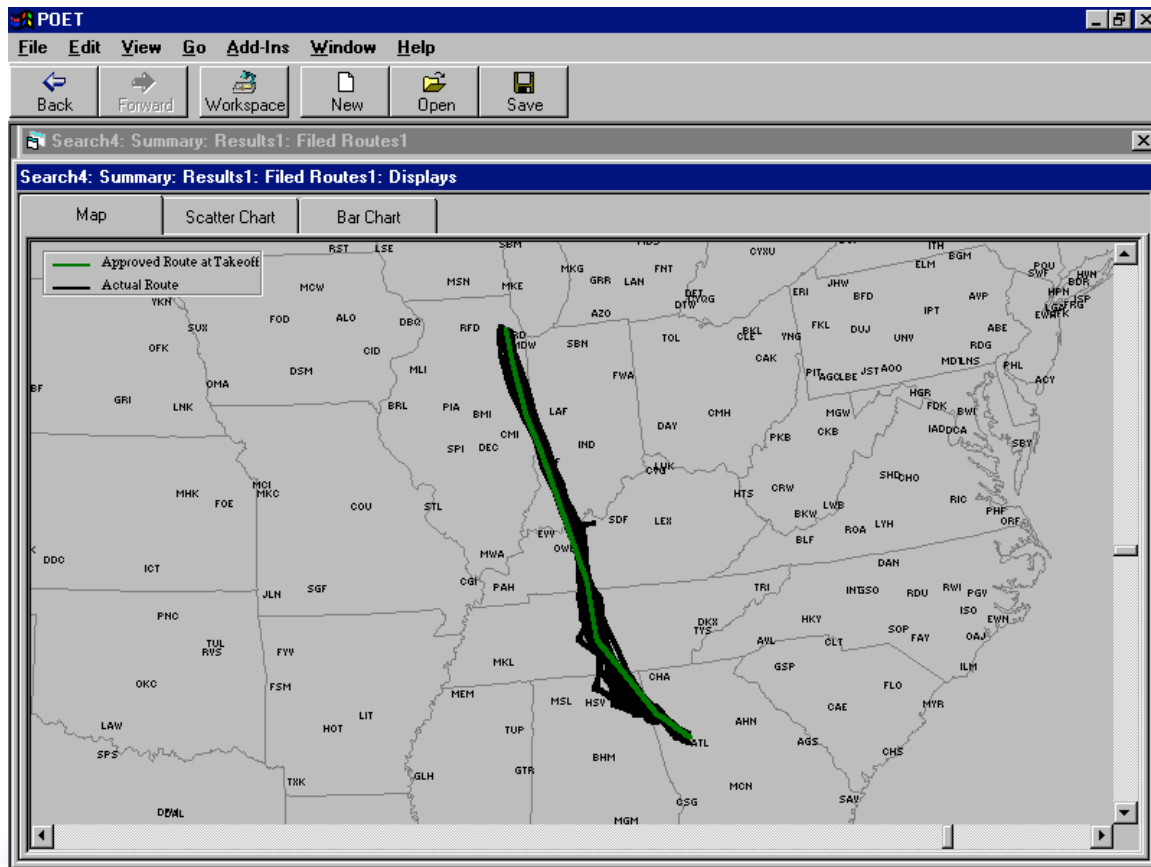 POET
File Edit View Go Add-Ins Window Help
Back Forward Workspace New Open Save
Search4: Summary: Results1: Filed Routes1
Search4: Summary: Results1: Filed Routes1: Displays
Map Scatter Chart Bar Chart
Approved Route at Takeoff
Actual Route
RST LSE SBM CYXU ITH
BGM
MKG GRR LAN FNT ELM POU
MCW MSN MKE ERI JHW BFD AVP SWF HVN
HPN BDR
YKN DTW
SUX FOD ALO DBQ RFD AZO FKL DUJ IPT ABE
OFK CID MDW SBN TOL BKL CLE YNG UNV RDG
OMA DSM MLI FWA CAK PIT AGC LBE JST AOO PHL
GRI LNK BRL PIA BMI LAF CMH MGW HGR FDK BWI ACY
SPI DEC CMI IND DAY PKB CKB IAD DCA SBY
LUK
MHK FOE MCI MKC COU STL HTS CRW LWB SHD CHO RIC
SDF LEX BKW ROA LYH PHF ORF
DDC ICT MWA EVV BLF DAN
JLN SGF CGI PAH TRI INT GSO RDU RWI PGV
PNC DKX HKY ISO EWN
TUL RVS FYV TYS AVL CLT SOP FAY OAJ
OKC FSM MKL CHA GSP FLO ILM
MEM MSL HSV CAE MYR
LAW HOT LIT TUP AHN
SPS BHM ATL AGS CHS
TXK GLH GTR MCN
CSG SAV
MGM